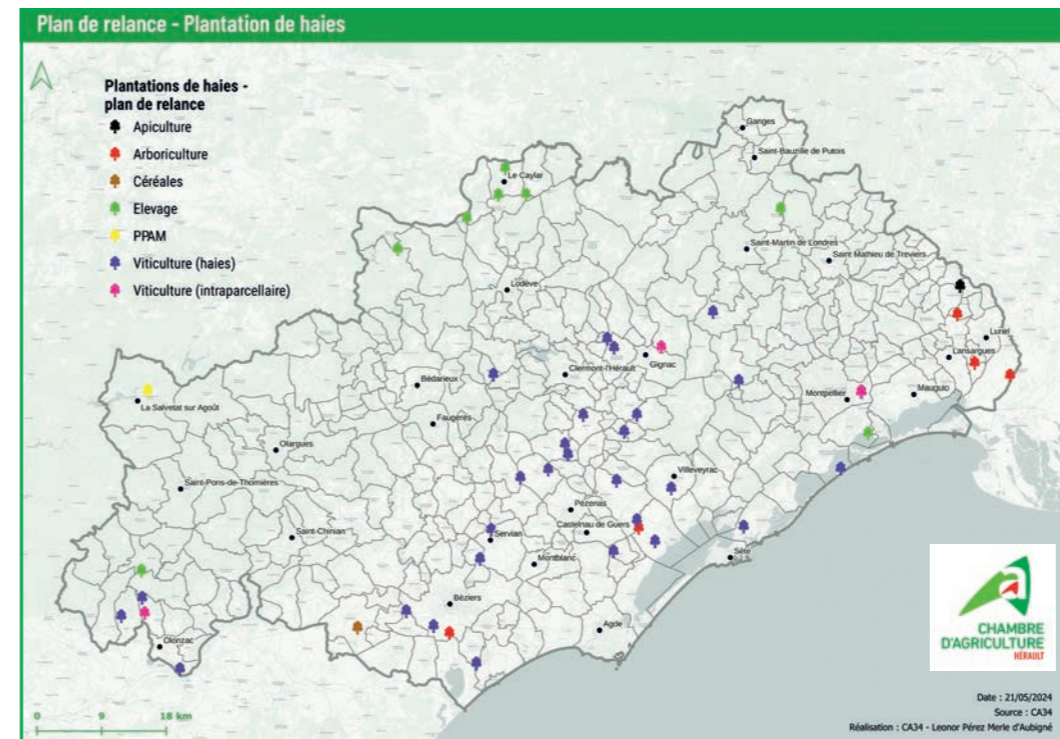 Plan de relance - Plantation de haies
Plantations de haies -
plan de relance
Apiculture
Arboriculture
Céréales
Elevage
PPAM
Viticulture (haies)
Viticulture (intraparcellaire)
Ganges
Saint-Bauzille de Putois
Le Caylar
Saint-Martin de Londres
Saint Mathieu de Treviers
Lodève
Lunel
Lansargues
Gignac
Clermont-l'Hérault
Bédarieux
Montpellier
Mauguio
La Salvetat sur Agoût
Faugères
Olargues
Villeveyrac
Saint-Pons-de-Thomières
Pézenas
Castelnau de Guers
Saint-Chinian
Servian
Sète
Montblanc
Béziers
Agde
Olonzac
CHAMBRE
D'AGRICULTURE
HÉRAULT
0 9 18 km
Date : 21/05/2024
Source : CA34
Réalisation : CA34 - Leonor Pérez Merle d'Aubigné